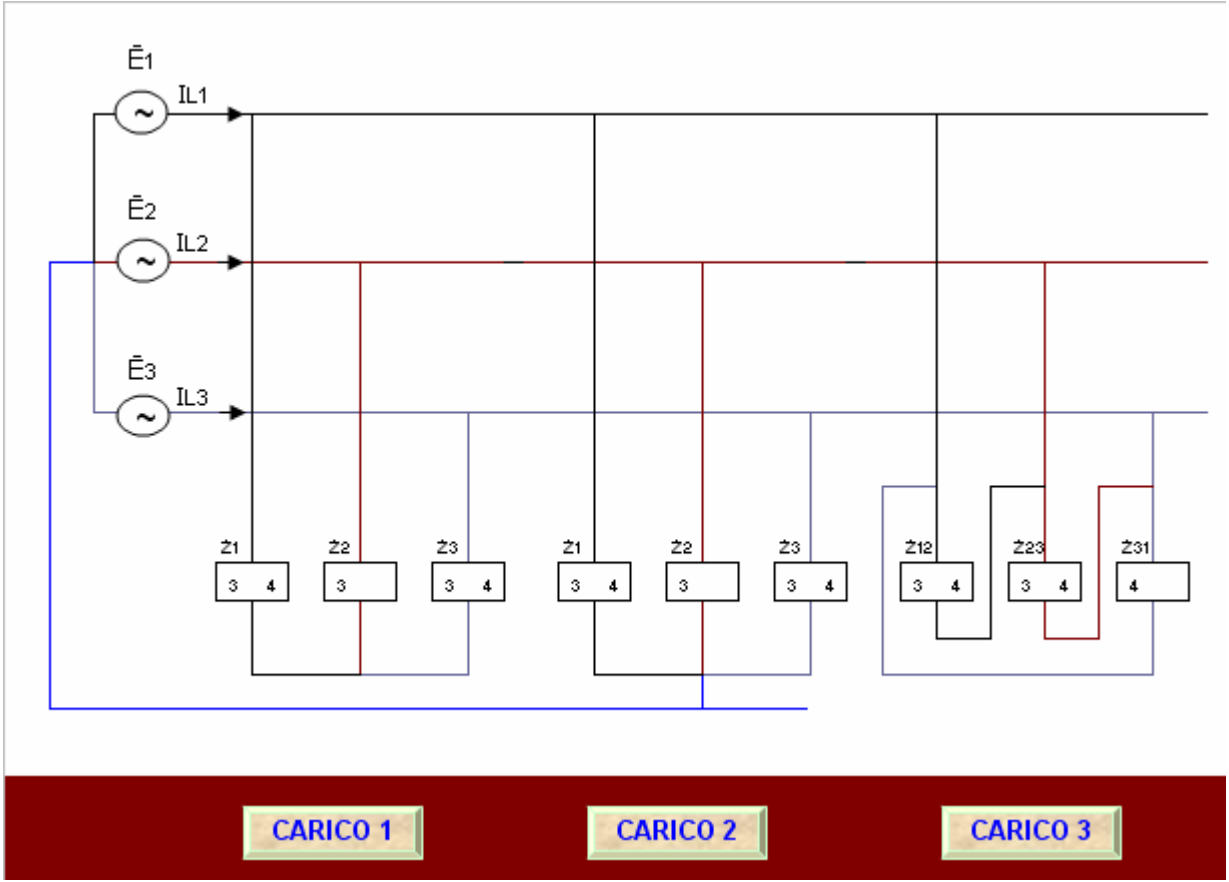 Ē1
~ IL1
Ē2
~ IL2
Ē3
~ IL3
Ż1 Ż2 Ż3 Ż1 Ż2 Ż3 Ż12 Ż23 Ż31
3 4 3 3 4 3 4 3 3 4 3 4 3 4 4
CARICO 1 CARICO 2 CARICO 3